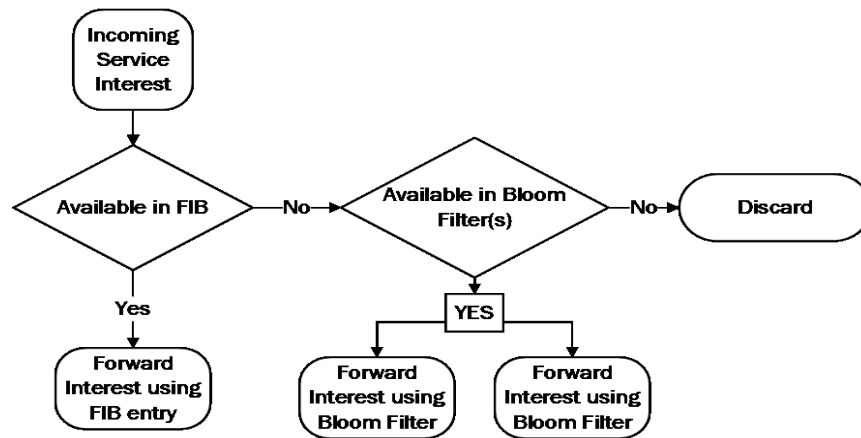 Incoming
Service
Interest
Available in FIB
No
Available in Bloom
Filter(s)
No
Discard
Yes
YES
Forward
Interest using
FIB entry
Forward
Interest using
Bloom Filter
Forward
Interest using
Bloom Filter